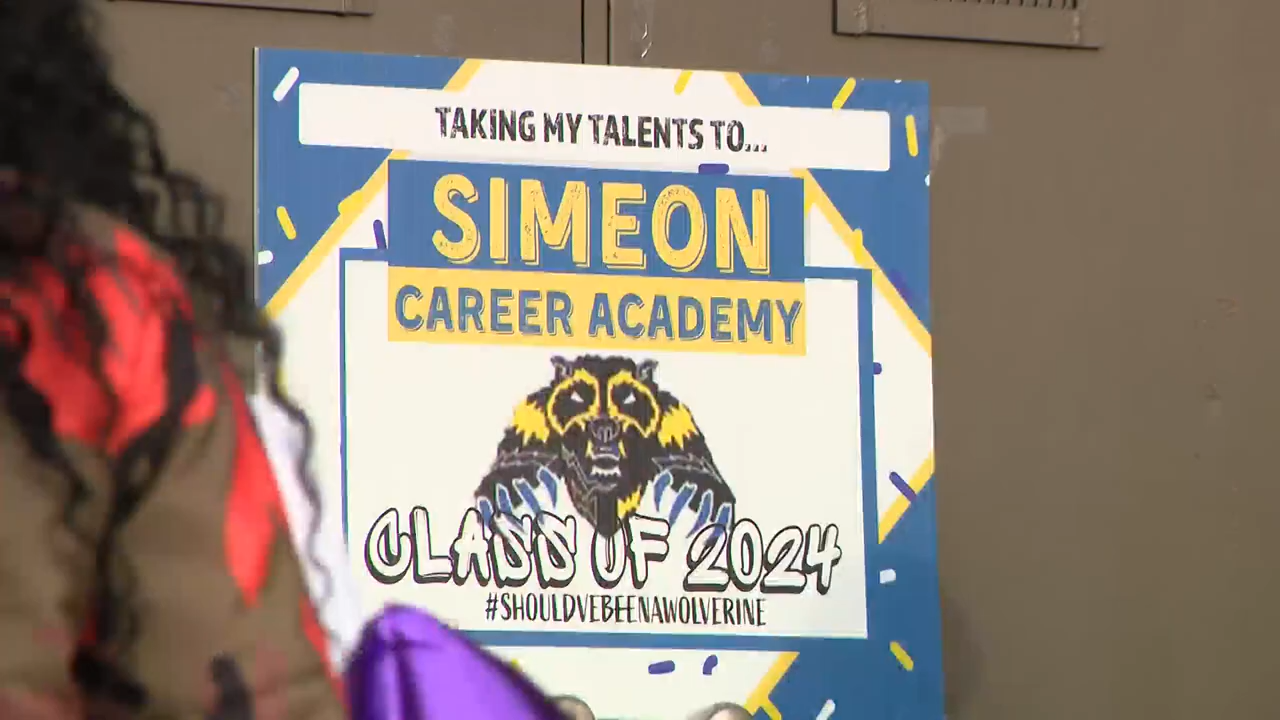 TAKING MY TALENTS TO...
SIMEON
CAREER ACADEMY
CLASS OF 2024
#SHOULDVEBEENAWOLVERINE